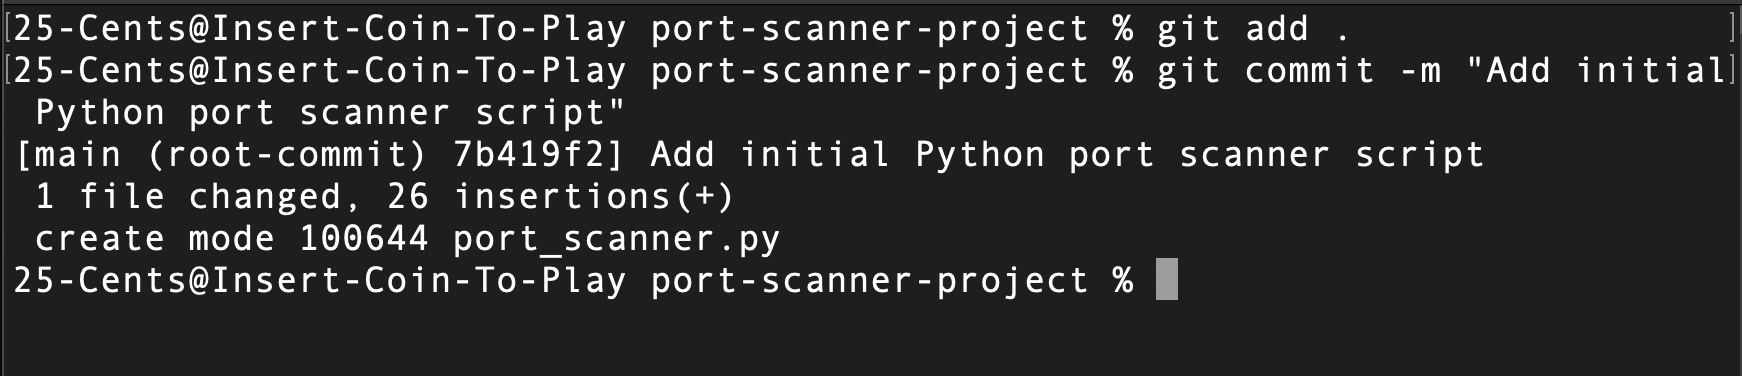 [25-Cents@Insert-Coin-To-Play port-scanner-project % git add . ]
[25-Cents@Insert-Coin-To-Play port-scanner-project % git commit -m "Add initial]
 Python port scanner script"
[main (root-commit) 7b419f2] Add initial Python port scanner script
 1 file changed, 26 insertions(+)
 create mode 100644 port_scanner.py
25-Cents@Insert-Coin-To-Play port-scanner-project %